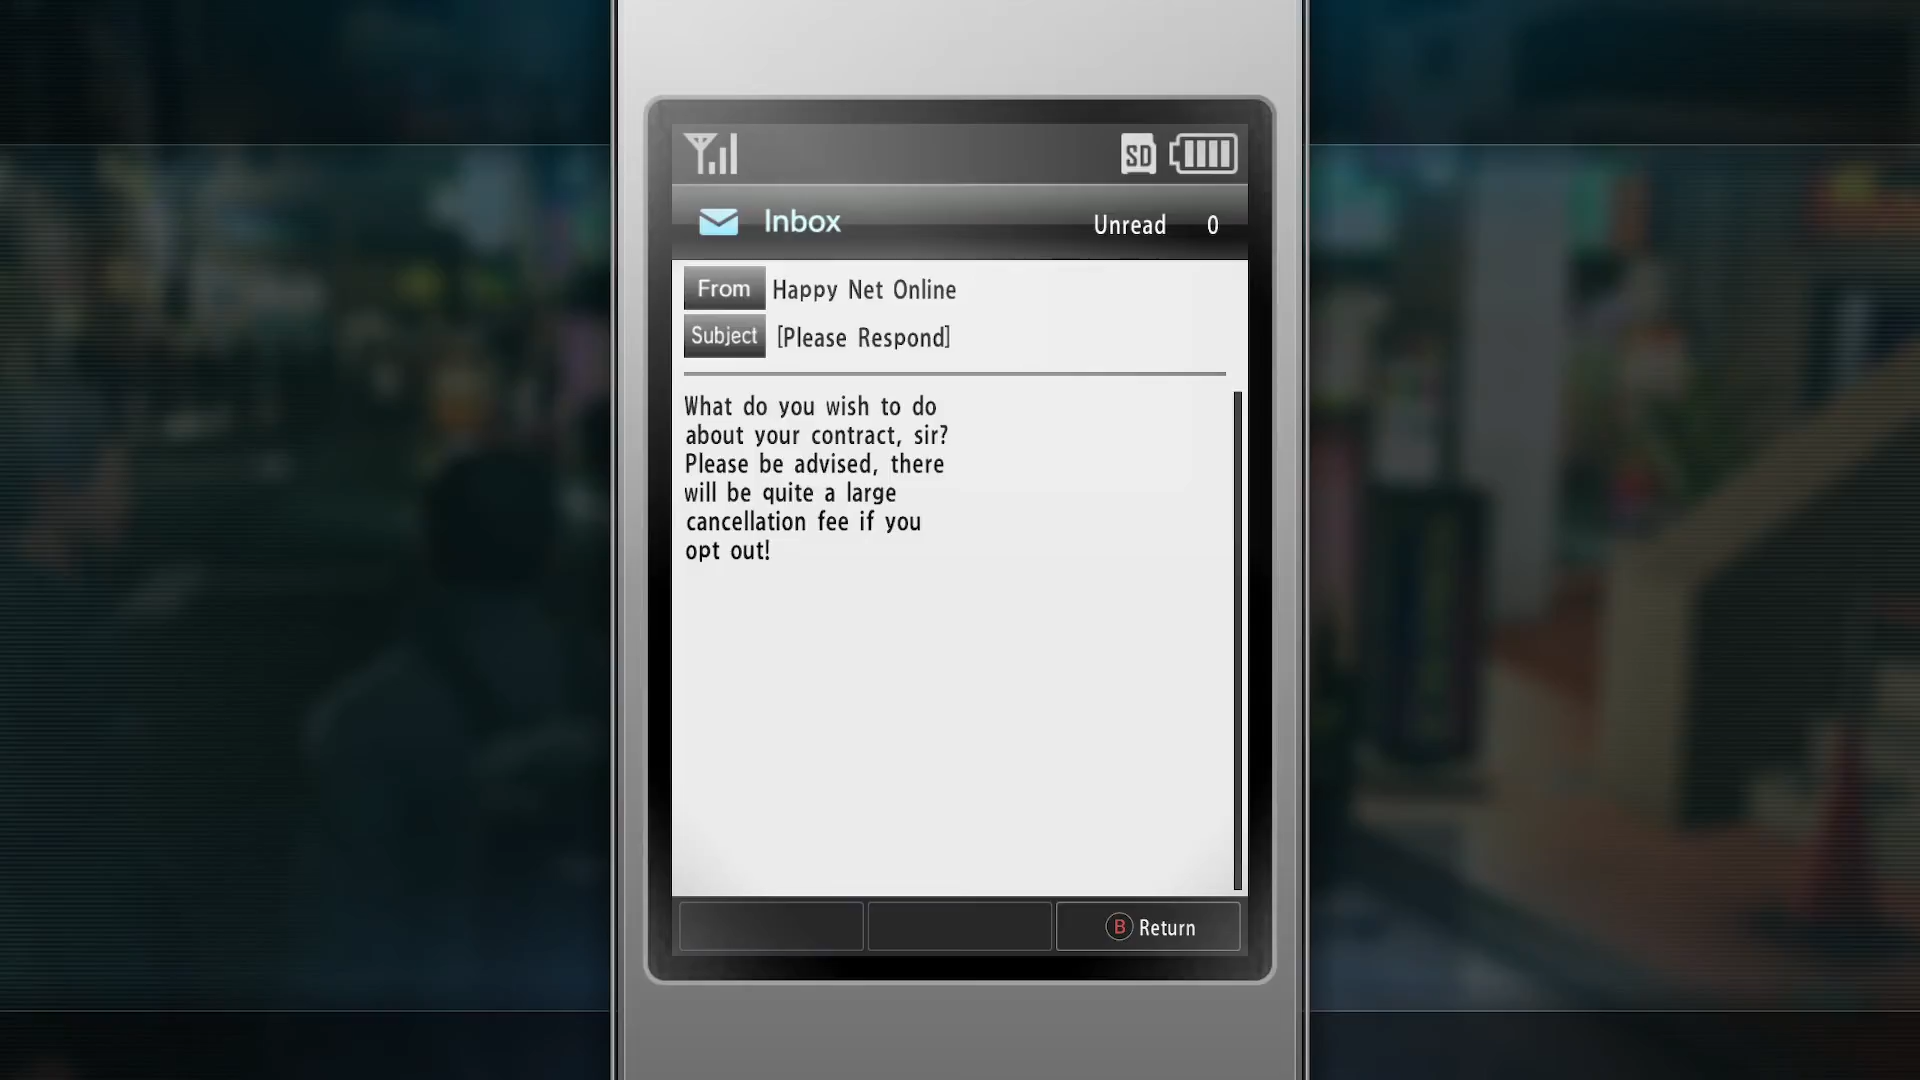 SD
Inbox
Unread 0
From Happy Net Online
Subject [Please Respond]
What do you wish to do
about your contract, sir?
Please be advised, there
will be quite a large
cancellation fee if you
opt out!
B Return